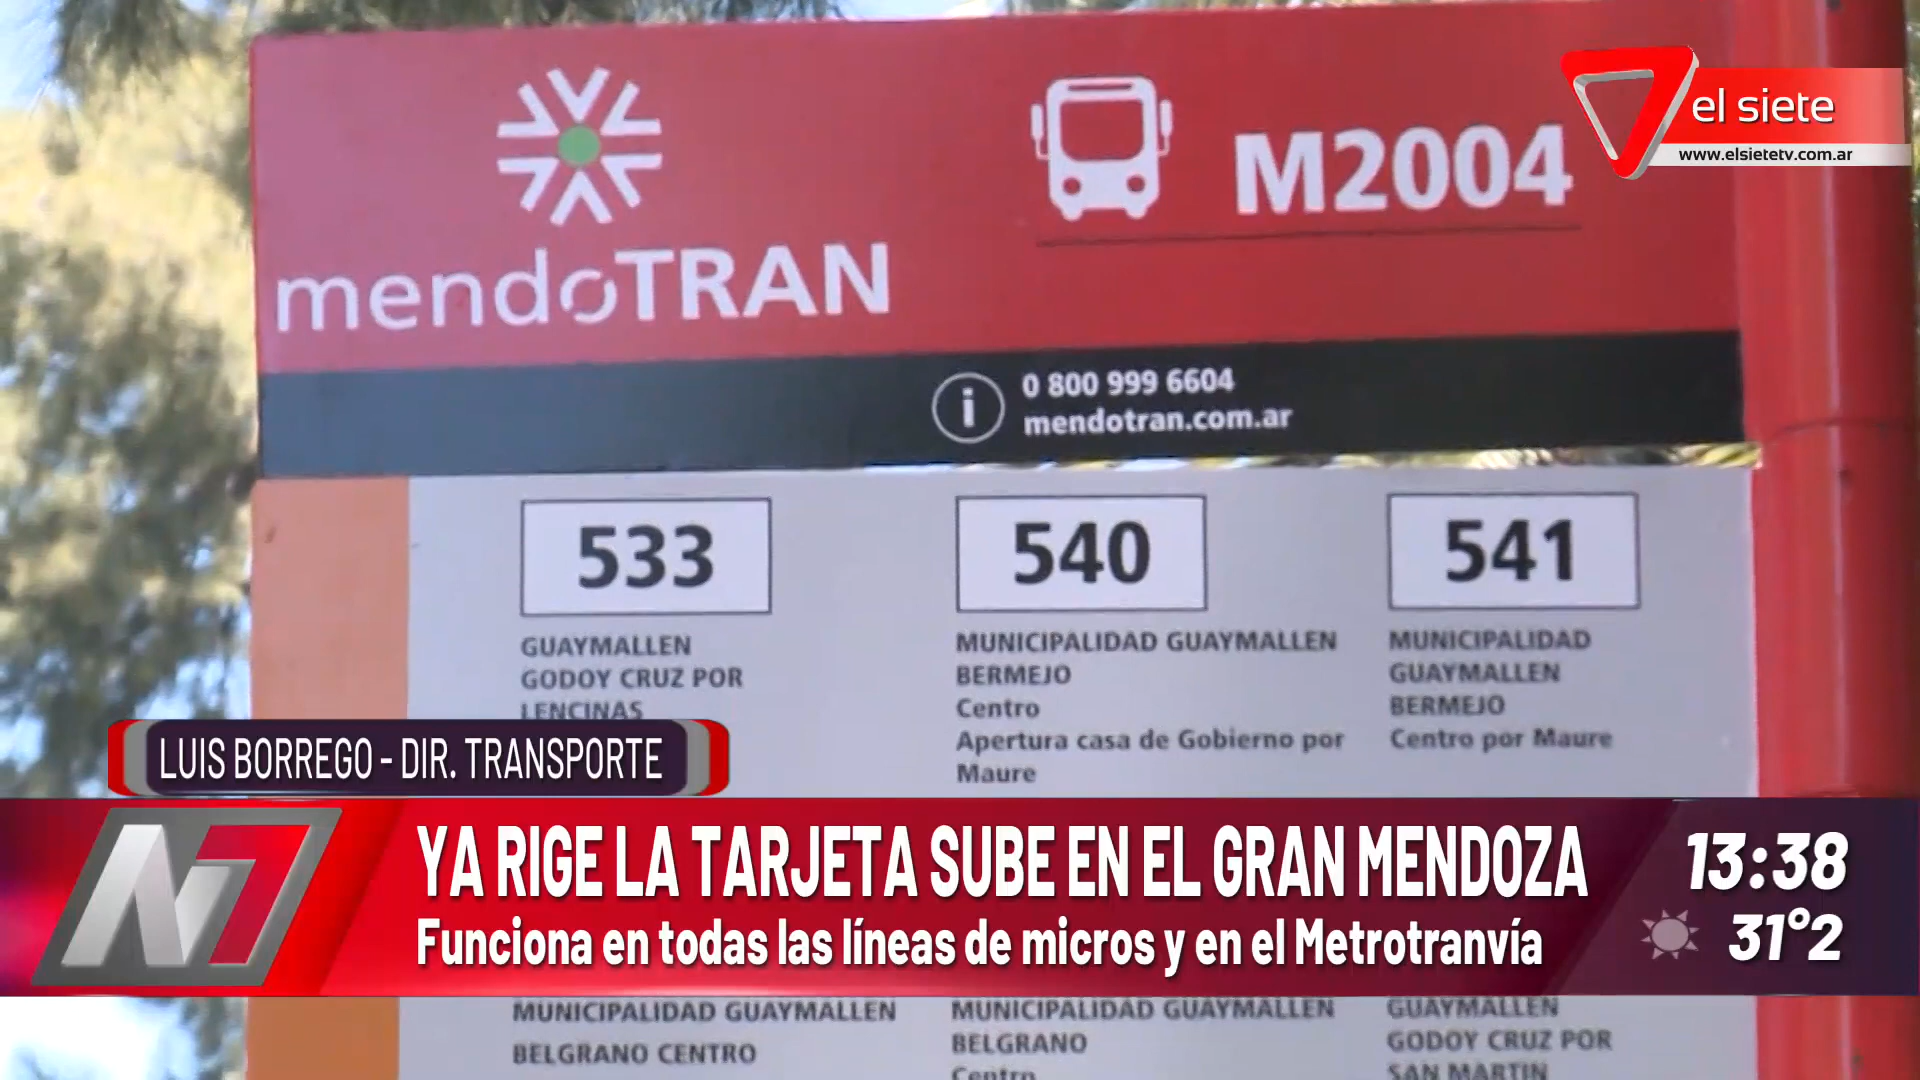 mendoTRAN
M2004
el siete
www.elsietetv.com.ar
i
0 800 999 6604
mendotran.com.ar
533
GUAYMALLEN
GODOY CRUZ POR
LENCINAS
540
MUNICIPALIDAD GUAYMALLEN
BERMEJO
Centro
Apertura casa de Gobierno por
Maure
541
MUNICIPALIDAD
GUAYMALLEN
BERMEJO
Centro por Maure
LUIS BORREGO - DIR. TRANSPORTE
N7
YA RIGE LA TARJETA SUBE EN EL GRAN MENDOZA
Funciona en todas las líneas de micros y en el Metrotranvía
13:38
31°2
MUNICIPALIDAD GUAYMALLEN
BELGRANO CENTRO
MUNICIPALIDAD GUAYMALLEN
BELGRANO
Centro
GUAYMALLEN
GODOY CRUZ POR
SAN MARTIN